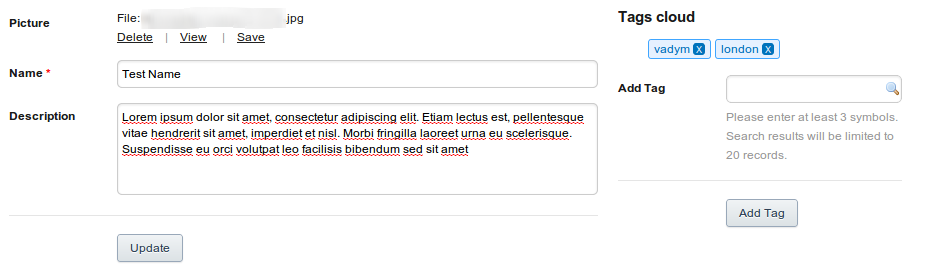 Picture
File: .jpg
Delete | View | Save
Name *
Test Name
Description
Lorem ipsum dolor sit amet, consectetur adipiscing elit. Etiam lectus est, pellentesque
vitae hendrerit sit amet, imperdiet et nisl. Morbi fringilla laoreet urna eu scelerisque.
Suspendisse eu orci volutpat leo facilisis bibendum sed sit amet
Update
Tags cloud
vadym x london x
Add Tag
Please enter at least 3 symbols.
Search results will be limited to
20 records.
Add Tag